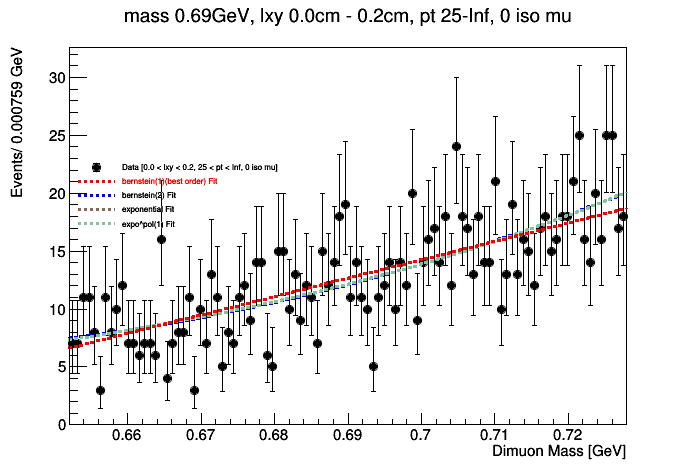 mass 0.69GeV, lxy 0.0cm - 0.2cm, pt 25-Inf, 0 iso mu
Events/ 0.000759 GeV
30
25
20
15
10
5
0
Data [0.0 < lxy < 0.2, 25 < pt < Inf, 0 iso mu]
bernstein(1)(best order) Fit
bernstein(2) Fit
exponential Fit
expo*pol(1) Fit
0.66 0.67 0.68 0.69 0.7 0.71 0.72
Dimuon Mass [GeV]